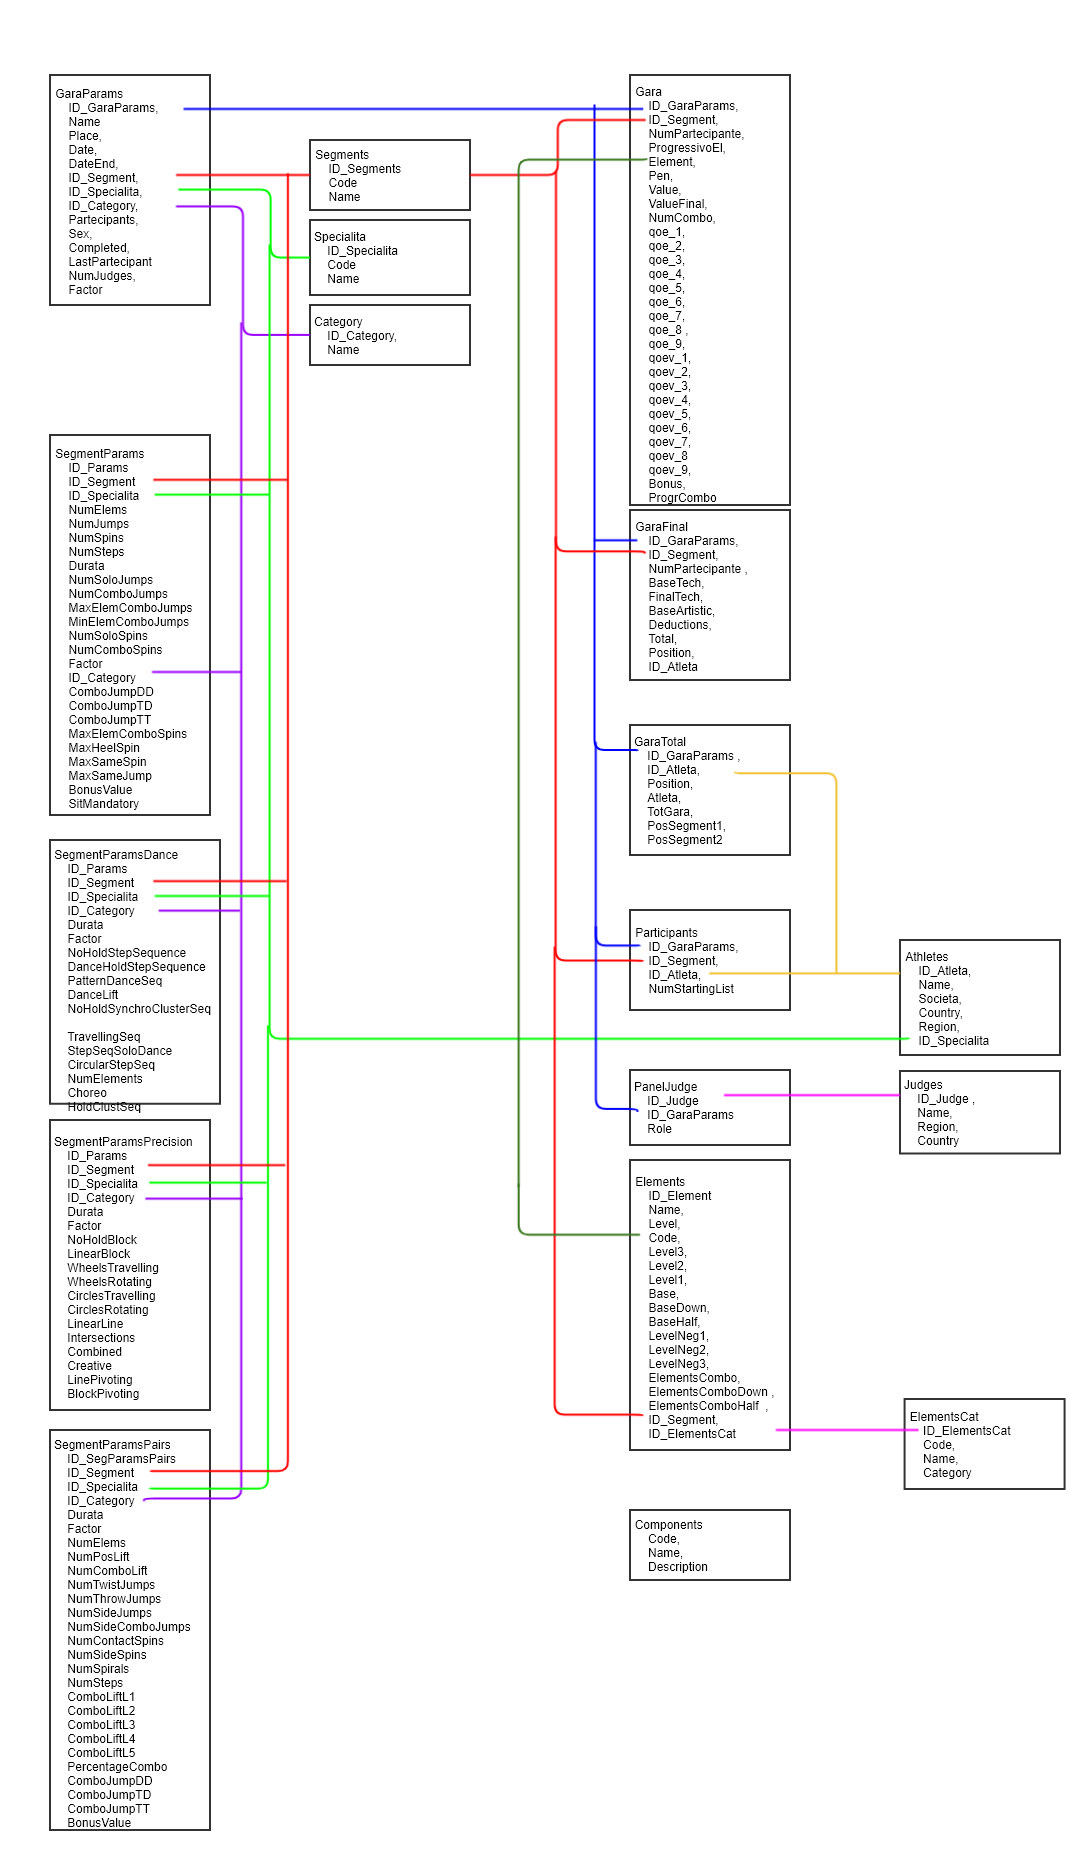 GaraParams
ID_GaraParams,
Name
Place,
Date,
DateEnd,
ID_Segment,
ID_Specialita,
ID_Category,
Partecipants,
Sex,
Completed,
LastPartecipant
NumJudges,
Factor
Segments
ID_Segments
Code
Name
Specialita
ID_Specialita
Code
Name
Category
ID_Category,
Name
SegmentParams
ID_Params
ID_Segment
ID_Specialita
NumElems
NumJumps
NumSpins
NumSteps
Durata
NumSoloJumps
NumComboJumps
MaxElemComboJumps
MinElemComboJumps
NumSoloSpins
NumComboSpins
Factor
ID_Category
ComboJumpDD
ComboJumpTD
ComboJumpTT
MaxElemComboSpins
MaxHeelSpin
MaxSameSpin
MaxSameJump
BonusValue
SitMandatory
SegmentParamsDance
ID_Params
ID_Segment
ID_Specialita
ID_Category
Durata
Factor
NoHoldStepSequence
DanceHoldStepSequence
PatternDanceSeq
DanceLift
NoHoldSynchroClusterSeq
TravellingSeq
StepSeqSoloDance
CircularStepSeq
NumElements
Choreo
HoldClustSeq
SegmentParamsPrecision
ID_Params
ID_Segment
ID_Specialita
ID_Category
Durata
Factor
NoHoldBlock
LinearBlock
WheelsTravelling
WheelsRotating
CirclesTravelling
CirclesRotating
LinearLine
Intersections
Combined
Creative
LinePivoting
BlockPivoting
SegmentParamsPairs
ID_SegParamsPairs
ID_Segment
ID_Specialita
ID_Category
Durata
Factor
NumElems
NumPosLift
NumComboLift
NumTwistJumps
NumThrowJumps
NumSideJumps
NumSideComboJumps
NumContactSpins
NumSideSpins
NumSpirals
NumSteps
ComboLiftL1
ComboLiftL2
ComboLiftL3
ComboLiftL4
ComboLiftL5
PercentageCombo
ComboJumpDD
ComboJumpTD
ComboJumpTT
BonusValue
Gara
ID_GaraParams,
ID_Segment,
NumPartecipante,
ProgressivoEl,
Element,
Pen,
Value,
ValueFinal,
NumCombo,
qoe_1,
qoe_2,
qoe_3,
qoe_4,
qoe_5,
qoe_6,
qoe_7,
qoe_8 ,
qoe_9,
qoev_1,
qoev_2,
qoev_3,
qoev_4,
qoev_5,
qoev_6,
qoev_7,
qoev_8
qoev_9,
Bonus,
ProgrCombo
GaraFinal
ID_GaraParams,
ID_Segment,
NumPartecipante ,
BaseTech,
FinalTech,
BaseArtistic,
Deductions,
Total,
Position,
ID_Atleta
GaraTotal
ID_GaraParams ,
ID_Atleta,
Position,
Atleta,
TotGara,
PosSegment1,
PosSegment2
Participants
ID_GaraParams,
ID_Segment,
ID_Atleta,
NumStartingList
Athletes
ID_Atleta,
Name,
Societa,
Country,
Region,
ID_Specialita
PanelJudge
ID_Judge
ID_GaraParams
Role
Judges
ID_Judge ,
Name,
Region,
Country
Elements
ID_Element
Name,
Level,
Code,
Level3,
Level2,
Level1,
Base,
BaseDown,
BaseHalf,
LevelNeg1,
LevelNeg2,
LevelNeg3,
ElementsCombo,
ElementsComboDown ,
ElementsComboHalf ,
ID_Segment,
ID_ElementsCat
ElementsCat
ID_ElementsCat
Code,
Name,
Category
Components
Code,
Name,
Description